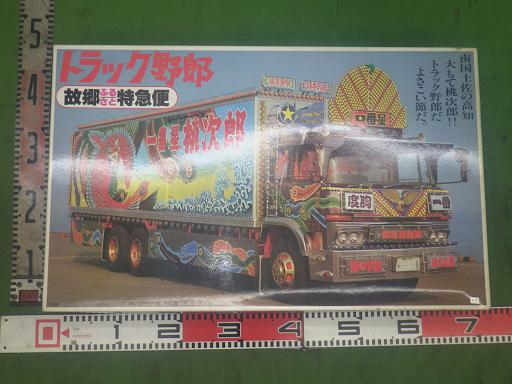 トラック野郎
故郷特急便
ふるさと
南国土佐の高知
大もて桃次郎!!
トラック野郎だ
よさこい節だ。
一番星
一番星 桃次郎
度胸
一番
5
4
3
2
1
0 1 2 3 4 5 6 7